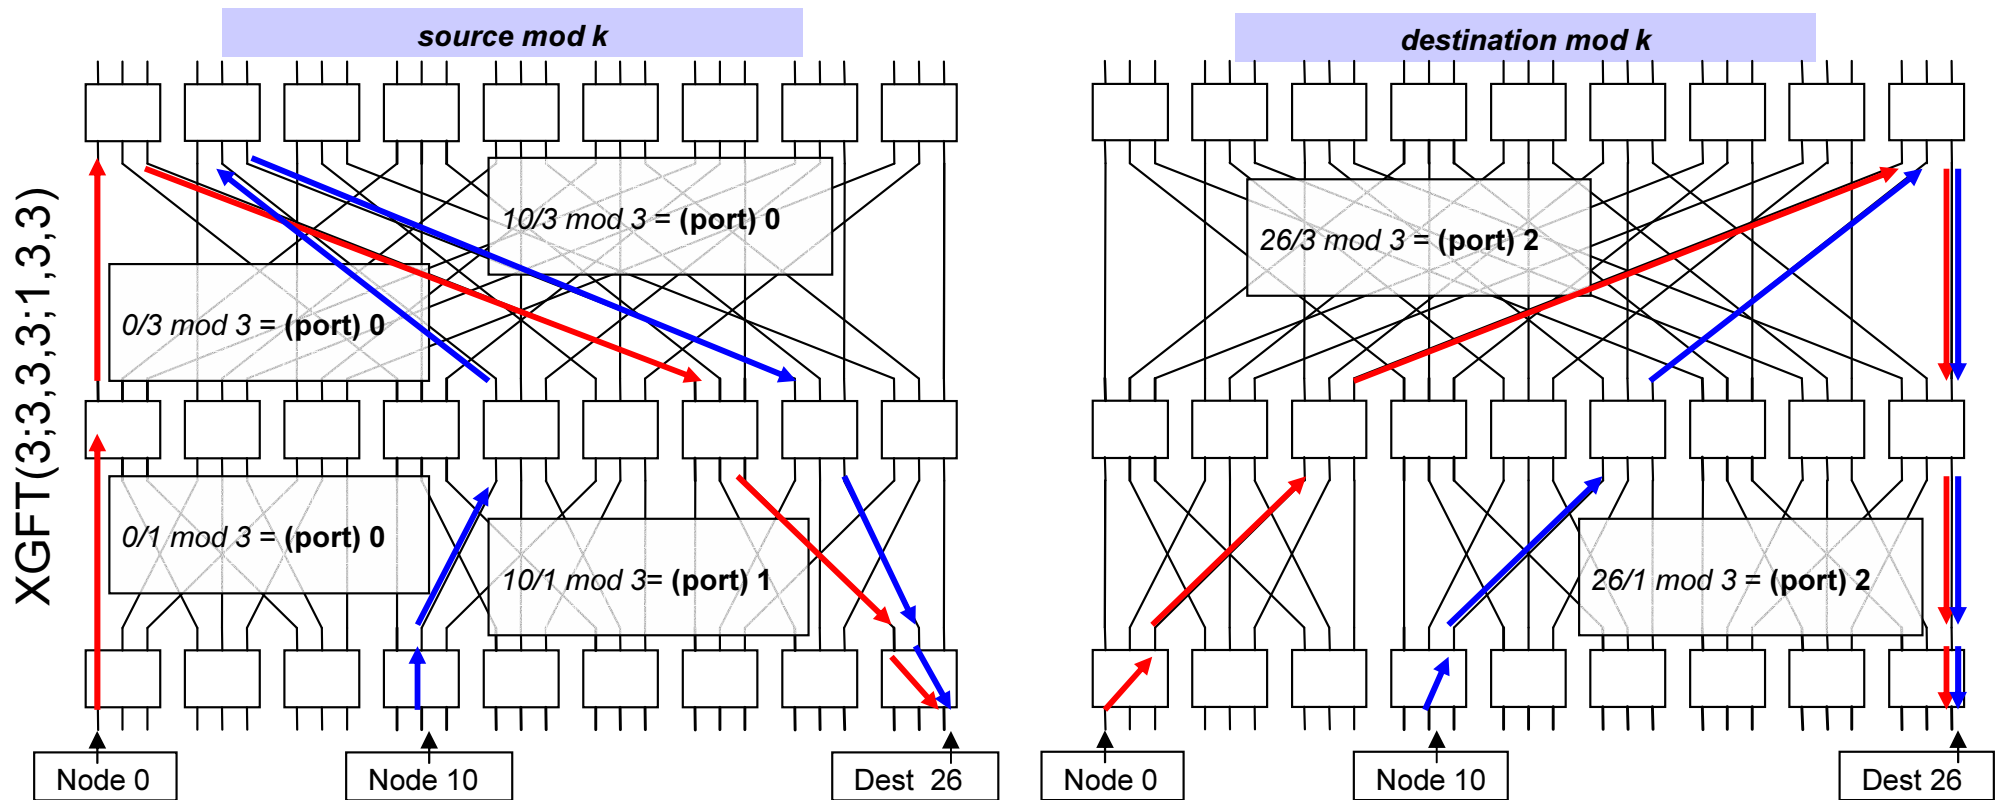 source mod k
destination mod k
XGFT(3;3,3,3;1,3,3)
10/3 mod 3 = (port) 0
0/3 mod 3 = (port) 0
0/1 mod 3 = (port) 0
10/1 mod 3= (port) 1
Node 0
Node 10
Dest 26
26/3 mod 3 = (port) 2
26/1 mod 3 = (port) 2
Node 0
Node 10
Dest 26